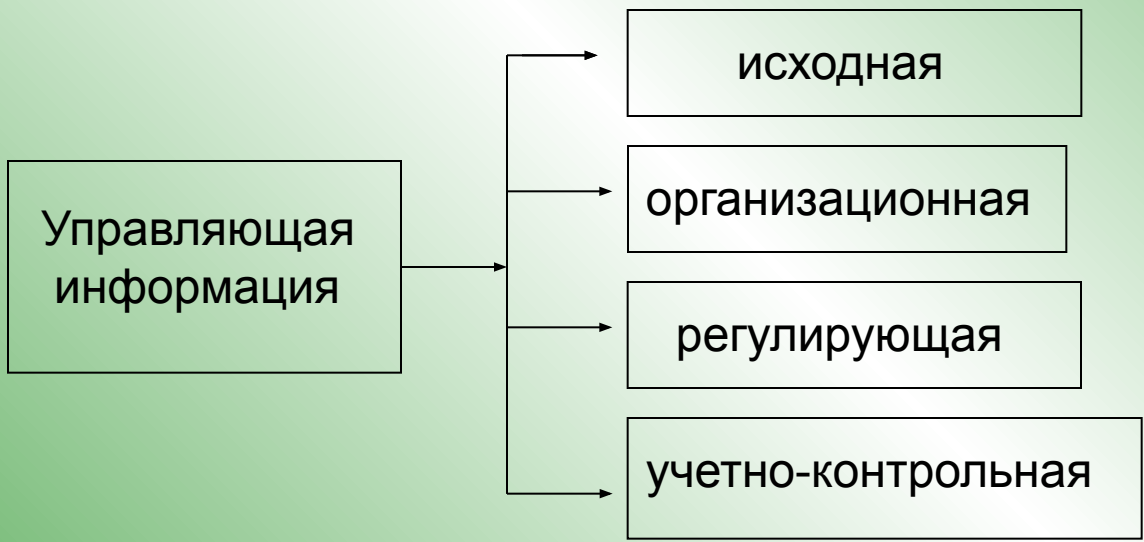 Управляющая
информация
исходная
организационная
регулирующая
учетно-контрольная